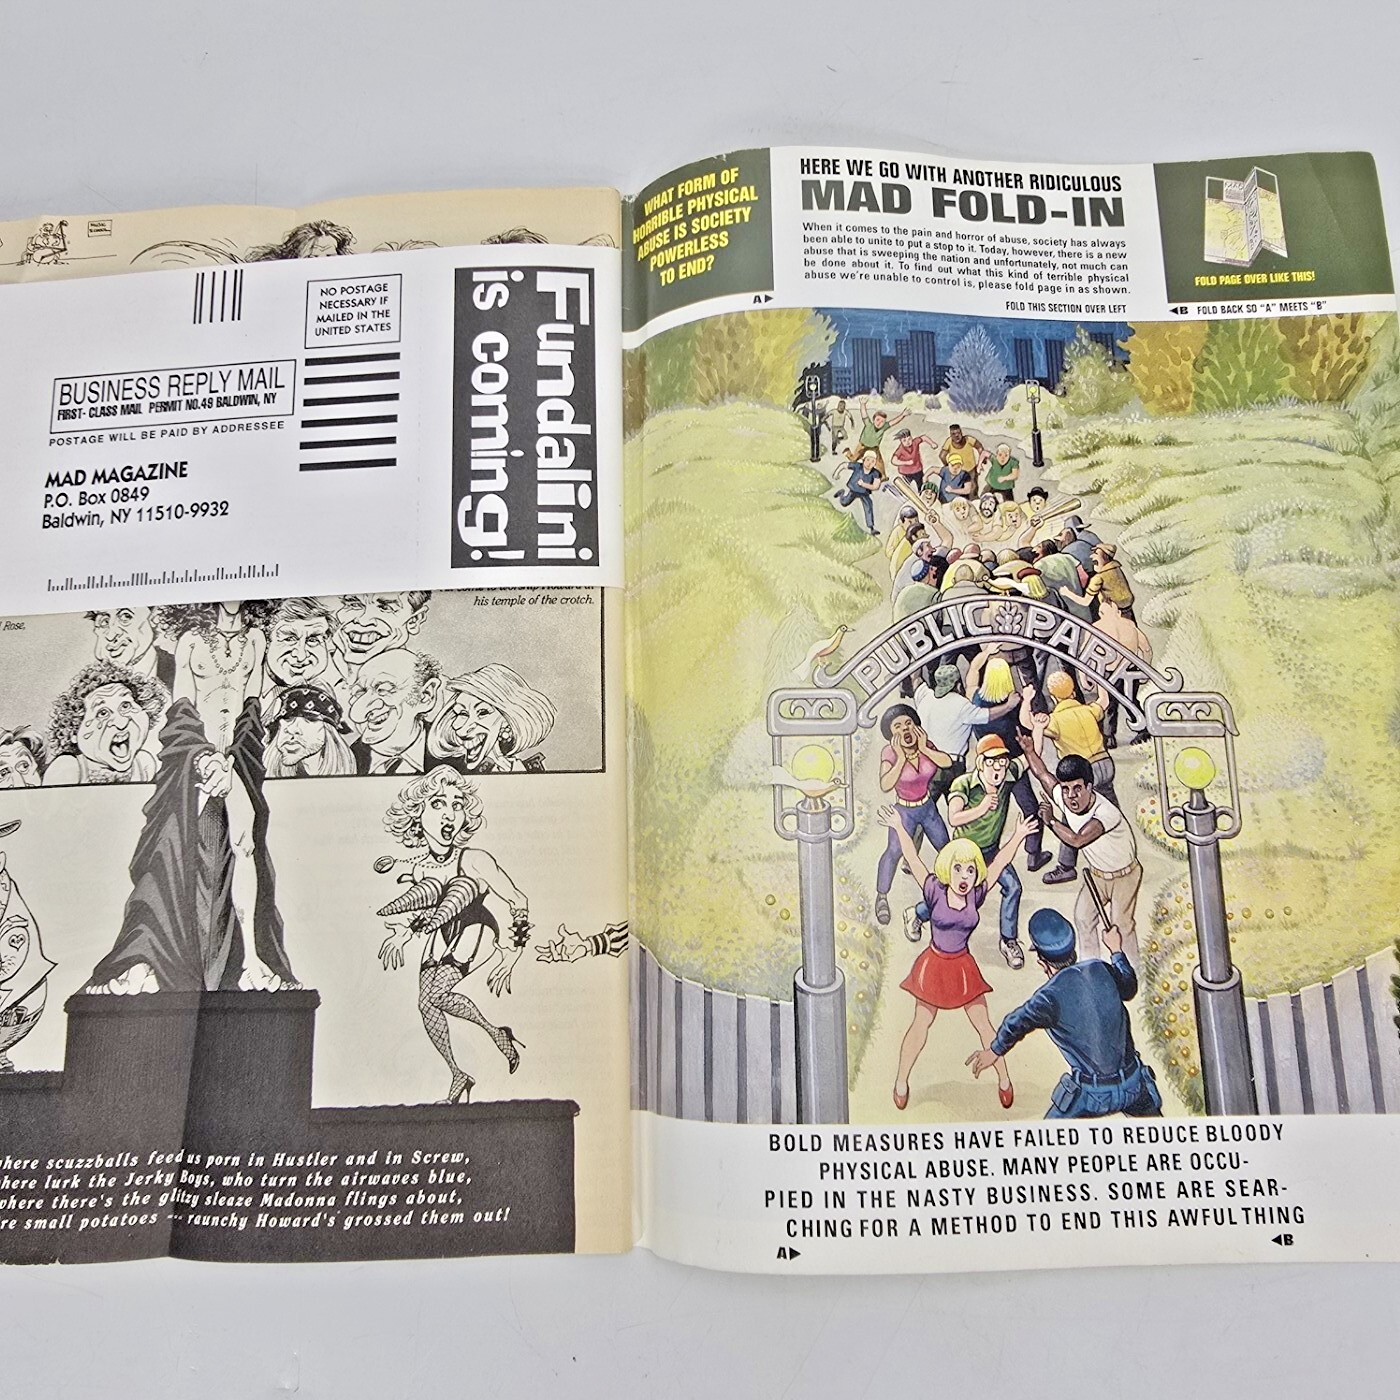 NO POSTAGE
NECESSARY IF
MAILED IN THE
UNITED STATES
BUSINESS REPLY MAIL
FIRST- CLASS MAIL PERMIT NO.49 BALDWIN, NY
POSTAGE WILL BE PAID BY ADDRESSEE
MAD MAGAZINE
P.O. Box 0849
Baldwin, NY 11510-9932
Fundalini
is coming!
his temple of the crotch.
Rose,
where scuzzballs feed us porn in Hustler and in Screw,
here lurk the Jerky Boys, who turn the airwaves blue,
where there's the glitzy sleaze Madonna flings about,
re small potatoes -- raunchy Howard's grossed them out!
WHAT FORM OF
HORRIBLE PHYSICAL
ABUSE IS SOCIETY
POWERLESS
TO END?
A▶
HERE WE GO WITH ANOTHER RIDICULOUS
MAD FOLD-IN
When it comes to the pain and horror of abuse, society has always
been able to unite to put a stop to it. Today, however, there is a new
abuse that is sweeping the nation and unfortunately, not much can
be done about it. To find out what this kind of terrible physical
abuse we're unable to control is, please fold page in as shown.
FOLD THIS SECTION OVER LEFT
FOLD PAGE OVER LIKE THIS!
◀B FOLD BACK SO "A" MEETS "B"
PUBLIC PARK
BOLD MEASURES HAVE FAILED TO REDUCE BLOODY
PHYSICAL ABUSE. MANY PEOPLE ARE OCCU-
PIED IN THE NASTY BUSINESS. SOME ARE SEAR-
CHING FOR A METHOD TO END THIS AWFUL THING
A▶ ◀B